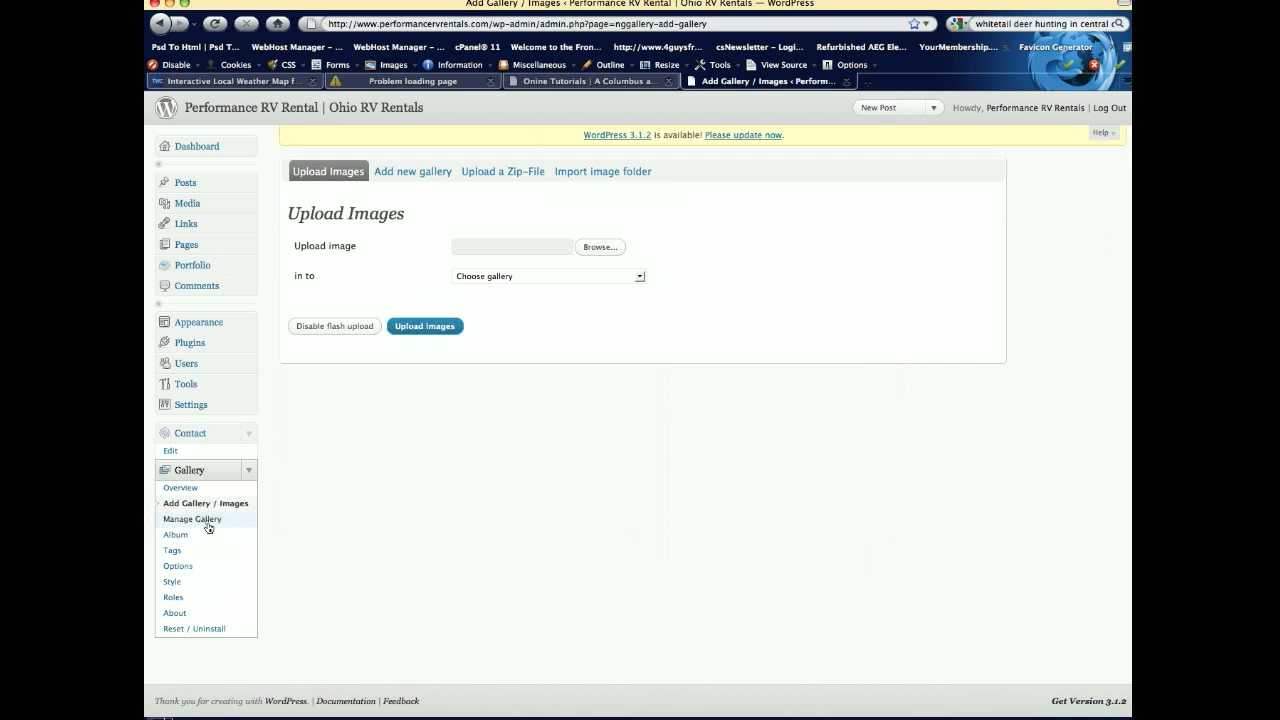 Add Gallery / Images ‹ Performance RV Rental | Ohio RV Rentals — WordPress
http://www.performancervrentals.com/wp-admin/admin.php?page=nggallery-add-gallery
whitetail deer hunting in central c
Psd To Html | Psd T... WebHost Manager – ... WebHost Manager – ... cPanel® 11 Welcome to the Fron... http://www.4guysfr... csNewsletter – Logi... Refurbished AEG Ele... YourMembership.... Favicon Generator
Disable Cookies CSS Forms Images Information Miscellaneous Outline Resize Tools View Source Options
TWC Interactive Local Weather Map f... Problem loading page Onine Tutorials | A Columbus a... Add Gallery / Images ‹ Perform...
Performance RV Rental | Ohio RV Rentals
New Post
Howdy, Performance RV Rentals | Log Out
WordPress 3.1.2 is available! Please update now.
Help
Dashboard
Posts
Media
Links
Pages
Portfolio
Comments
Appearance
Plugins
Users
Tools
Settings
Contact
Edit
Gallery
Overview
Add Gallery / Images
Manage Gallery
Album
Tags
Options
Style
Roles
About
Reset / Uninstall
Upload Images Add new gallery Upload a Zip-File Import image folder
Upload Images
Upload image Browse...
in to Choose gallery
Disable flash upload Upload images
Thank you for creating with WordPress. | Documentation | Feedback
Get Version 3.1.2